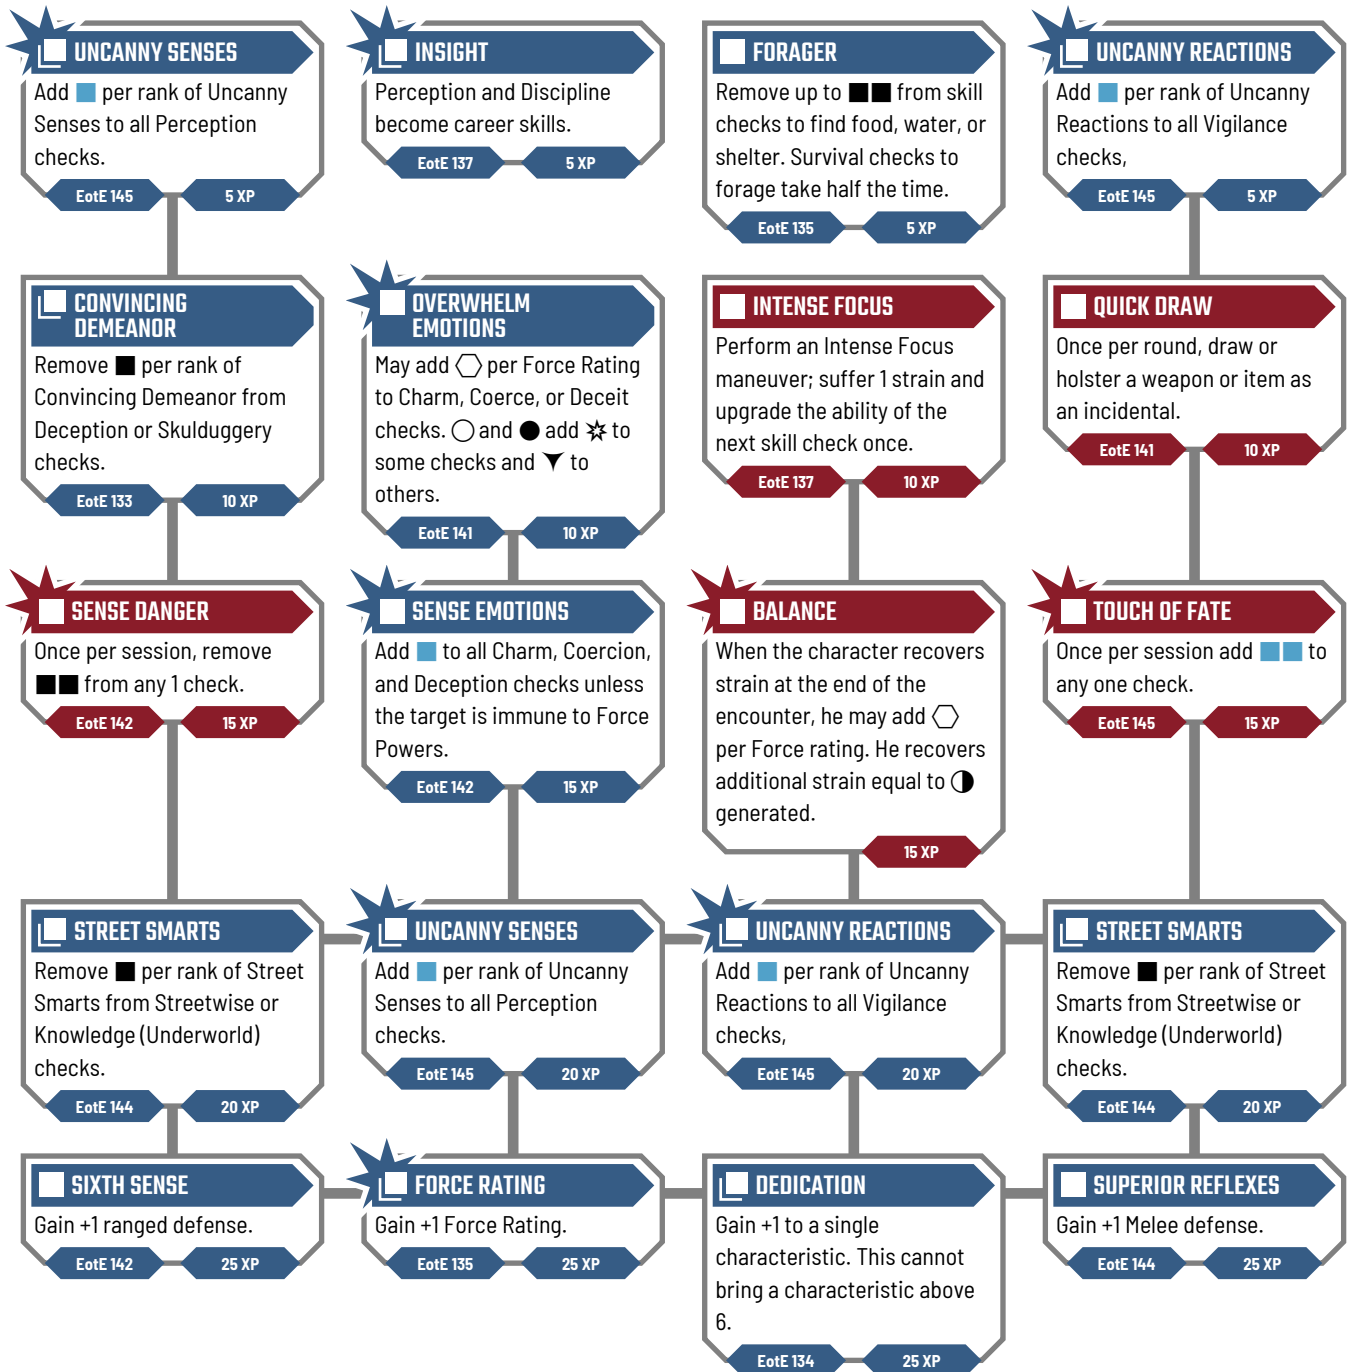 UNCANNY SENSES
Add per rank of Uncanny
Senses to all Perception
checks.
EotE 145 5 XP
INSIGHT
Perception and Discipline
become career skills.
EotE 137 5 XP
FORAGER
Remove up to from skill
checks to find food, water, or
shelter. Survival checks to
forage take half the time.
EotE 135 5 XP
UNCANNY REACTIONS
Add per rank of Uncanny
Reactions to all Vigilance
checks,
EotE 145 5 XP
CONVINCING
DEMEANOR
Remove per rank of
Convincing Demeanor from
Deception or Skulduggery
checks.
EotE 133 10 XP
OVERWHELM
EMOTIONS
May add per Force Rating
to Charm, Coerce, or Deceit
checks. and add to
some checks and to
others.
EotE 141 10 XP
INTENSE FOCUS
Perform an Intense Focus
maneuver; suffer 1 strain and
upgrade the ability of the
next skill check once.
EotE 137 10 XP
QUICK DRAW
Once per round, draw or
holster a weapon or item as
an incidental.
EotE 141 10 XP
SENSE DANGER
Once per session, remove
from any 1 check.
EotE 142 15 XP
SENSE EMOTIONS
Add to all Charm, Coercion,
and Deception checks unless
the target is immune to Force
Powers.
EotE 142 15 XP
BALANCE
When the character recovers
strain at the end of the
encounter, he may add
per Force rating. He recovers
additional strain equal to
generated.
15 XP
TOUCH OF FATE
Once per session add to
any one check.
EotE 145 15 XP
STREET SMARTS
Remove per rank of Street
Smarts from Streetwise or
Knowledge (Underworld)
checks.
EotE 144 20 XP
UNCANNY SENSES
Add per rank of Uncanny
Senses to all Perception
checks.
EotE 145 20 XP
UNCANNY REACTIONS
Add per rank of Uncanny
Reactions to all Vigilance
checks,
EotE 145 20 XP
STREET SMARTS
Remove per rank of Street
Smarts from Streetwise or
Knowledge (Underworld)
checks.
EotE 144 20 XP
SIXTH SENSE
Gain +1 ranged defense.
EotE 142 25 XP
FORCE RATING
Gain +1 Force Rating.
EotE 135 25 XP
DEDICATION
Gain +1 to a single
characteristic. This cannot
bring a characteristic above
6.
EotE 134 25 XP
SUPERIOR REFLEXES
Gain +1 Melee defense.
EotE 144 25 XP